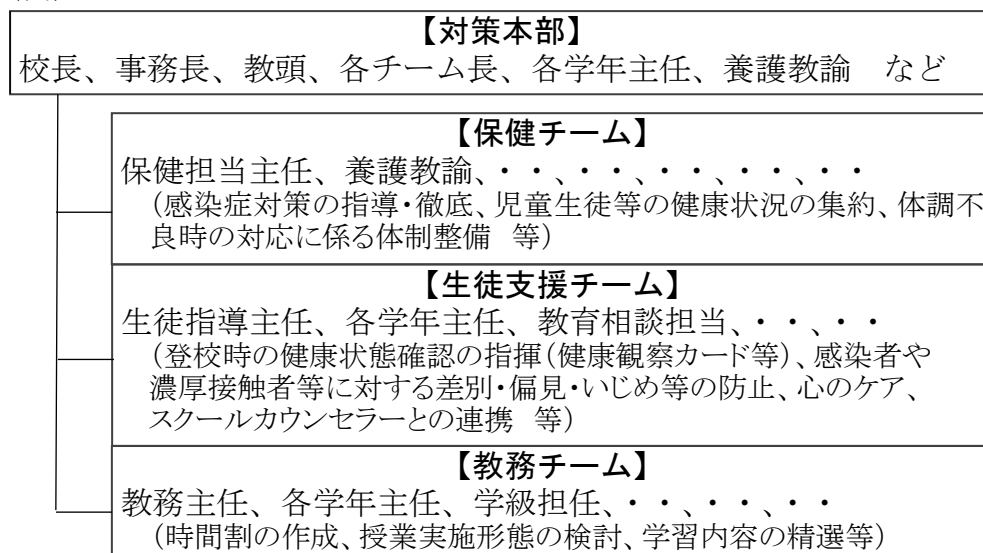 【対策本部】
校長、事務長、教頭、各チーム長、各学年主任、養護教諭　など
【保健チーム】
保健担当主任、養護教諭、・・、・・、・・、・・、・・
（感染症対策の指導・徹底、児童生徒等の健康状況の集約、体調不
良時の対応に係る体制整備　等）
【生徒支援チーム】
生徒指導主任、各学年主任、教育相談担当、・・、・・
（登校時の健康状態確認の指揮（健康観察カード等）、感染者や
濃厚接触者等に対する差別・偏見・いじめ等の防止、心のケア、
スクールカウンセラーとの連携　等）
【教務チーム】
教務主任、各学年主任、学級担任、・・、・・、・・
（時間割の作成、授業実施形態の検討、学習内容の精選等）